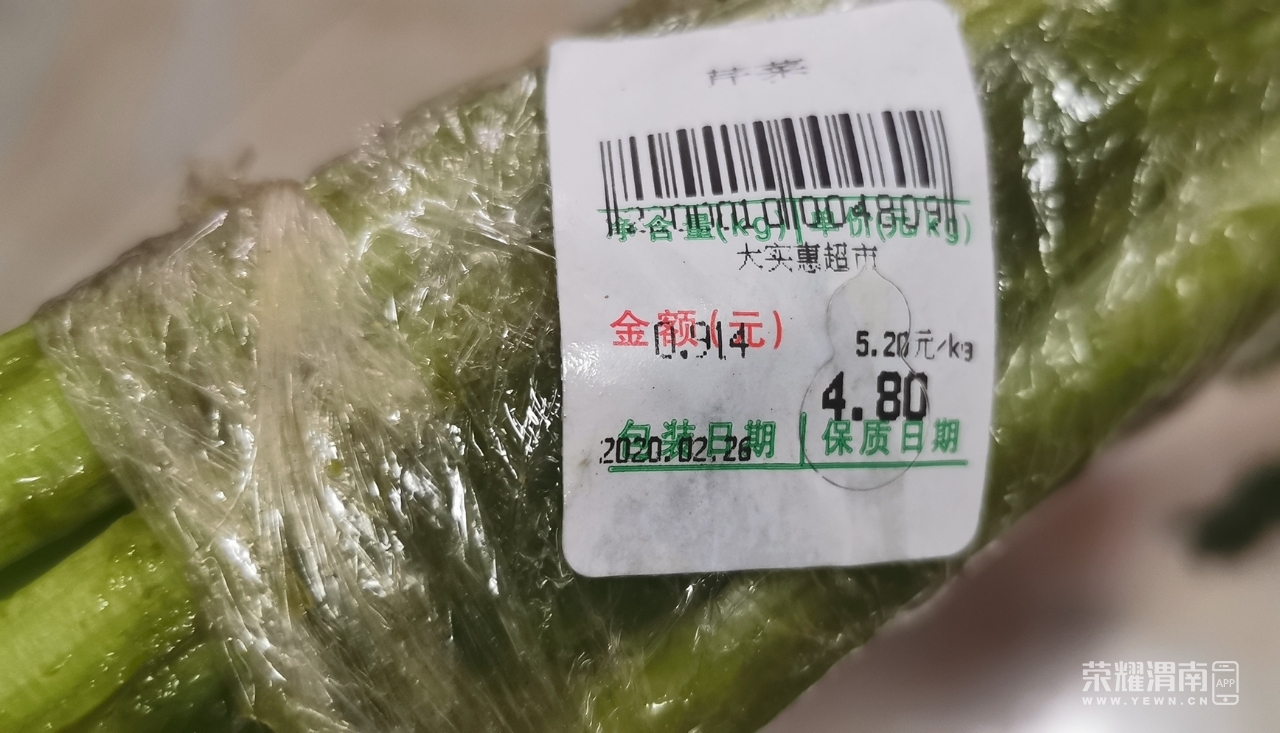 芹菜
净含量(kg) 单价(元/kg)
大实惠超市
金额(元)
0.914 5.20元/kg
4.80
包装日期 保质日期
2020.02.26
荣耀渭南 APP
WWW.YEWN.CN